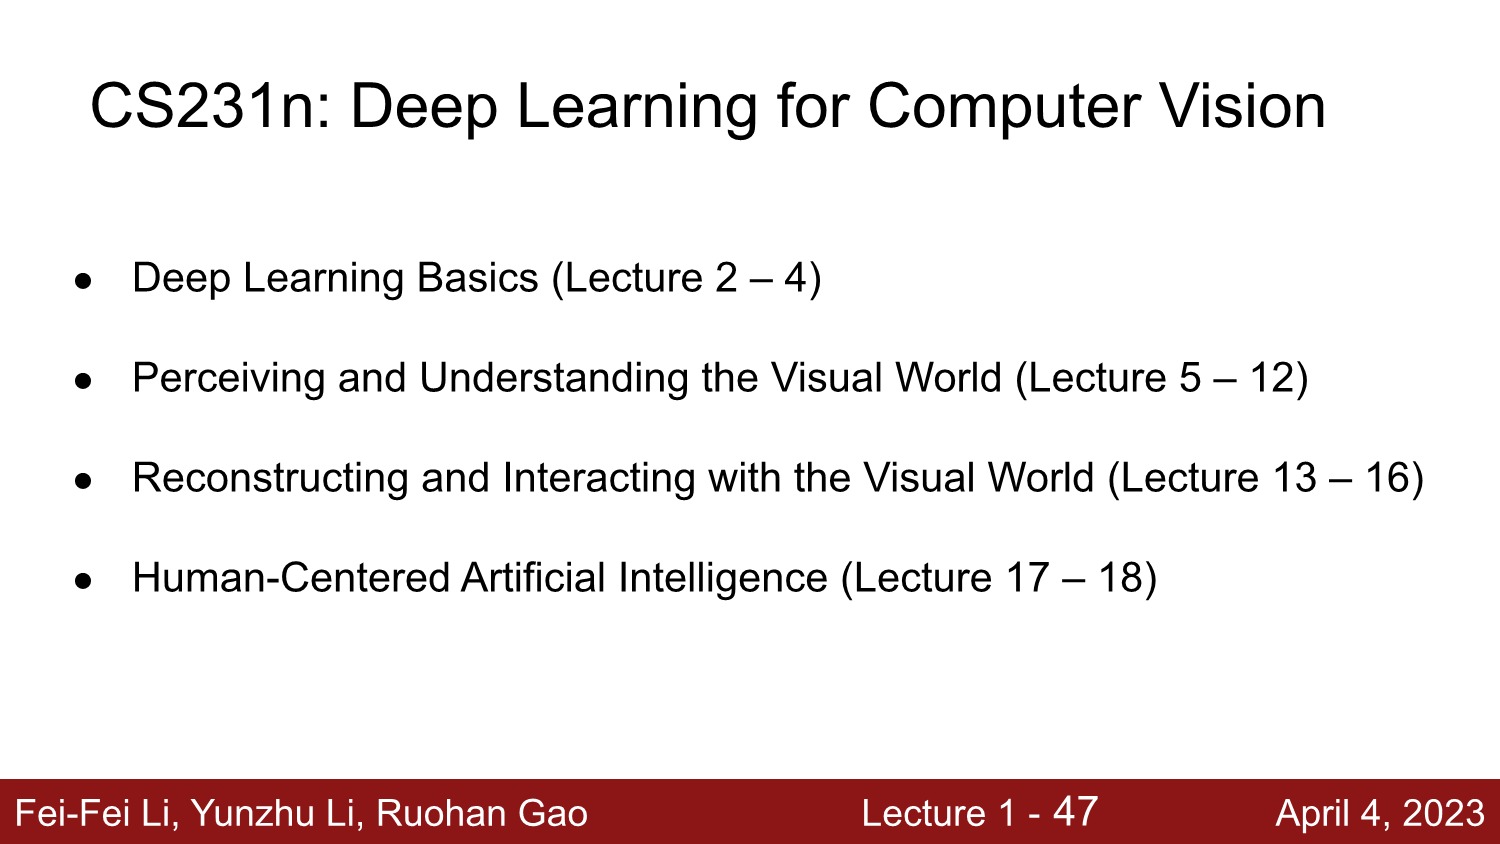 CS231n: Deep Learning for Computer Vision
● Deep Learning Basics (Lecture 2 – 4)
● Perceiving and Understanding the Visual World (Lecture 5 – 12)
● Reconstructing and Interacting with the Visual World (Lecture 13 – 16)
● Human-Centered Artificial Intelligence (Lecture 17 – 18)
Fei-Fei Li, Yunzhu Li, Ruohan Gao Lecture 1 - 47 April 4, 2023